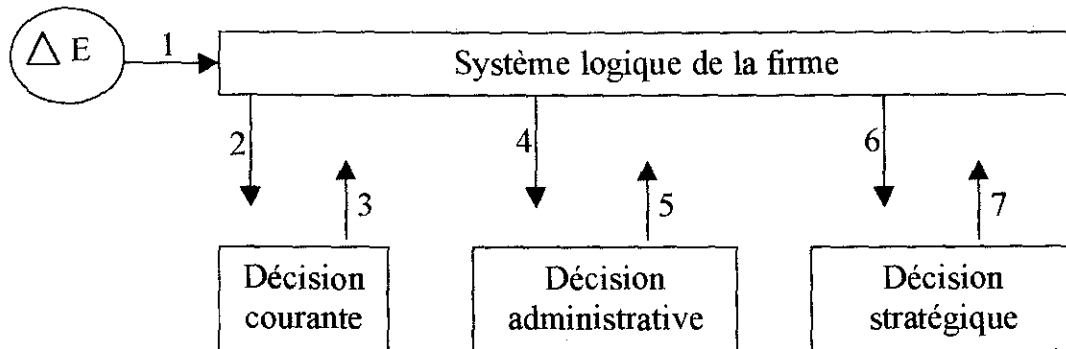 △ E
1
Système logique de la firme
2
4
6
3
5
7
Décision
courante
Décision
administrative
Décision
stratégique